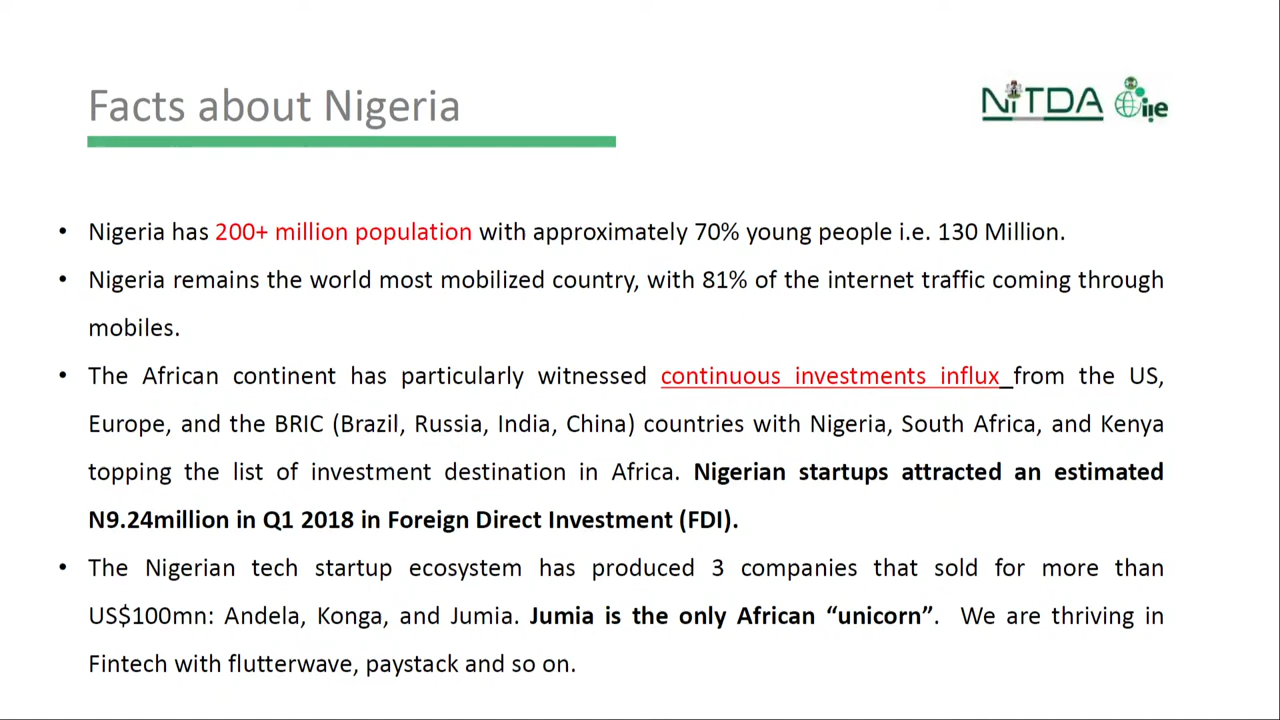 Facts about Nigeria
NITDA iie
• Nigeria has 200+ million population with approximately 70% young people i.e. 130 Million.
• Nigeria remains the world most mobilized country, with 81% of the internet traffic coming through
mobiles.
• The African continent has particularly witnessed continuous investments influx from the US,
Europe, and the BRIC (Brazil, Russia, India, China) countries with Nigeria, South Africa, and Kenya
topping the list of investment destination in Africa. Nigerian startups attracted an estimated
N9.24million in Q1 2018 in Foreign Direct Investment (FDI).
• The Nigerian tech startup ecosystem has produced 3 companies that sold for more than
US$100mn: Andela, Konga, and Jumia. Jumia is the only African “unicorn”. We are thriving in
Fintech with flutterwave, paystack and so on.